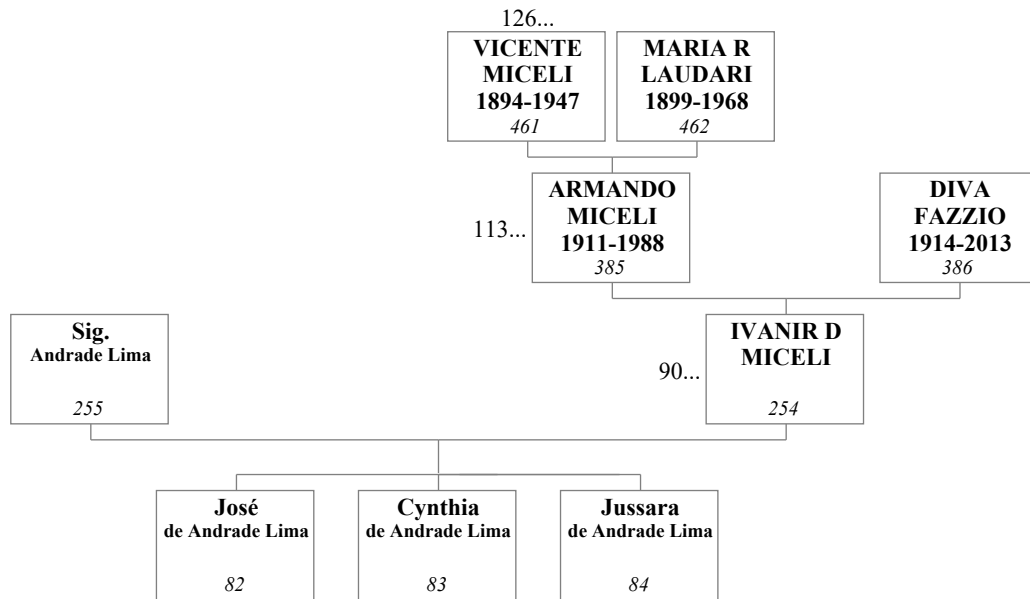 126...
VICENTE
MICELI
1894-1947
461
MARIA R
LAUDARI
1899-1968
462
113...
ARMANDO
MICELI
1911-1988
385
DIVA
FAZZIO
1914-2013
386
Sig.
Andrade Lima
255
90...
IVANIR D
MICELI
254
José
de Andrade Lima
82
Cynthia
de Andrade Lima
83
Jussara
de Andrade Lima
84